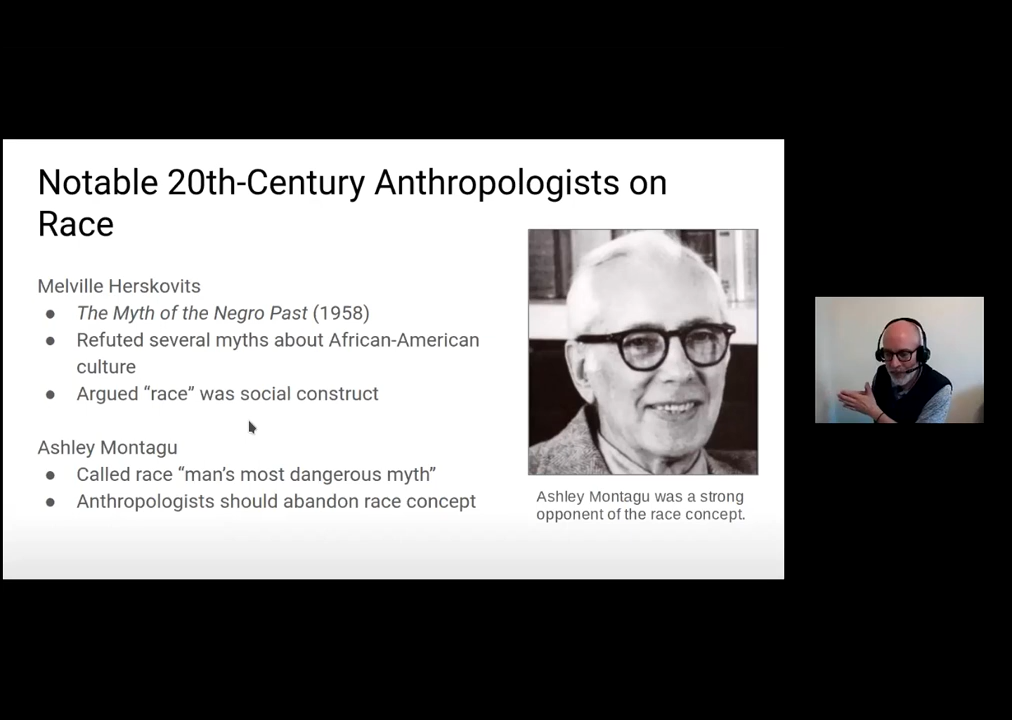 Notable 20th-Century Anthropologists on
Race
Melville Herskovits
● The Myth of the Negro Past (1958)
● Refuted several myths about African-American
culture
● Argued “race” was social construct
Ashley Montagu
● Called race “man’s most dangerous myth”
● Anthropologists should abandon race concept
Ashley Montagu was a strong
opponent of the race concept.